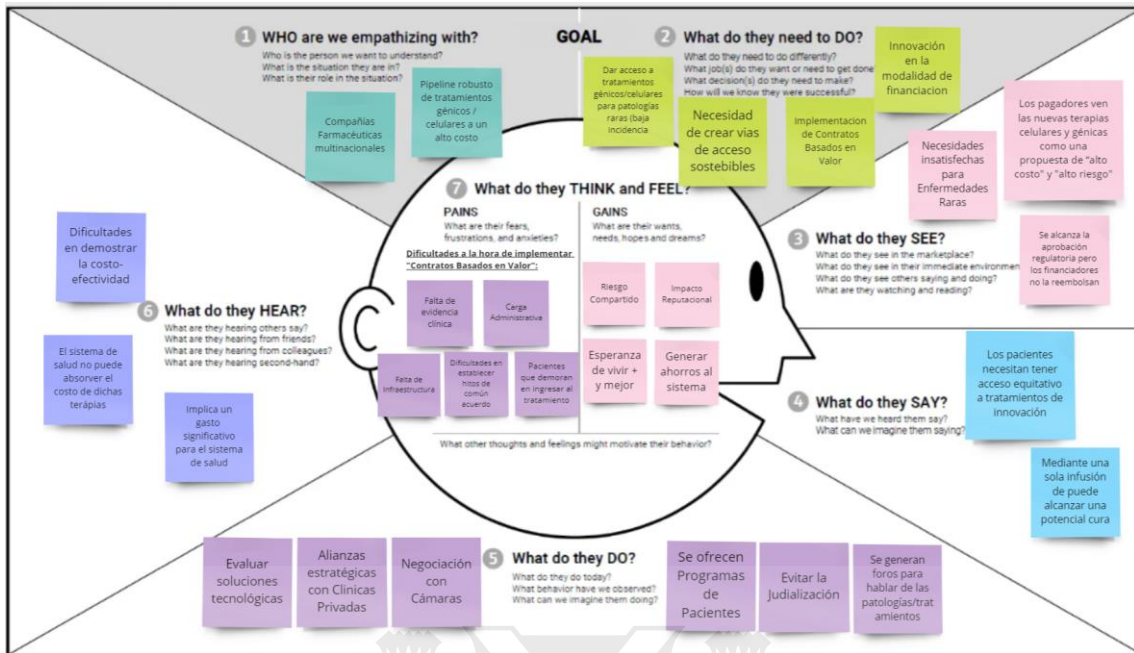 1 WHO are we empathizing with?
Who is the person we want to understand?
What is the situation they are in?
What is their role in the situation?
Compañias
Farmacéuticas
multinacionales
Pipeline robusto
de tratamientos
génicos /
celulares a un
alto costo
GOAL
Dar acceso a
tratamientos
génicos/celulares
para patologías
raras (baja
incidencia
2 What do they need to DO?
What do they need to do differently?
What job(s) do they want or need to get done
What decision(s) do they need to make?
How will we know they were successful?
Necesidad
de crear vias
de acceso
sostebibles
Implementacion
de Contratos
Basados en
Valor
Innovación
en la
modalidad de
financiacion
Necesidades
insatisfechas
para
Enfermedades
Raras
Los pagadores ven
las nuevas terapias
celulares y génicas
como una
propuesta de "alto
costo" y "alto riesgo"
3 What do they SEE?
What do they see in the marketplace?
What do they see in their immediate environmen
What do they see others saying and doing?
What are they watching and reading?
Se alcanza la
aprobación
regulatoria pero
los financiadores
no la reembolsan
4 What do they SAY?
What have we heard them say?
What can we imagine them saying?
Los pacientes
necesitan tener
acceso equitativo
a tratamientos de
innovación
Mediante una
sola infusión
de puede
alcanzar una
potencial cura
5 What do they DO?
What do they do today?
What behavior have we observed?
What can we imagine them doing?
Evaluar
soluciones
tecnológicas
Alianzas
estratégicas
con Clinicas
Privadas
Negociación
con
Cámaras
Se ofrecen
Programas
de
Pacientes
Evitar la
Judialización
Se generan
foros para
hablar de las
patologías/trat
amientos
6 What do they HEAR?
What are they hearing others say?
What are they hearing from friends?
What are they hearing from colleagues?
What are they hearing second-hand?
Dificultades
en demostrar
la costo-
efectividad
El sistema de
salud no puede
absorver el
costo de dichas
terápias
Implica un
gasto
significativo
para el sistema
de salud
7 What do they THINK and FEEL?
PAINS
What are their fears,
frustrations, and anxieties?
Dificultades a la hora de implementar
"Contratos Basados en Valor":
Falta de
evidencia
clínica
Carga
Administrativa
Falta de
Infraestructura
Dificultades en
establecer
hitos de
común
acuerdo
Pacientes
que demoran
en ingresar al
tratamiento
GAINS
What are their wants,
needs, hopes and dreams?
Riesgo
Compartido
Impacto
Reputacional
Esperanza
de vivir +
y mejor
Generar
ahorros al
sistema
What other thoughts and feelings might motivate their behavior?